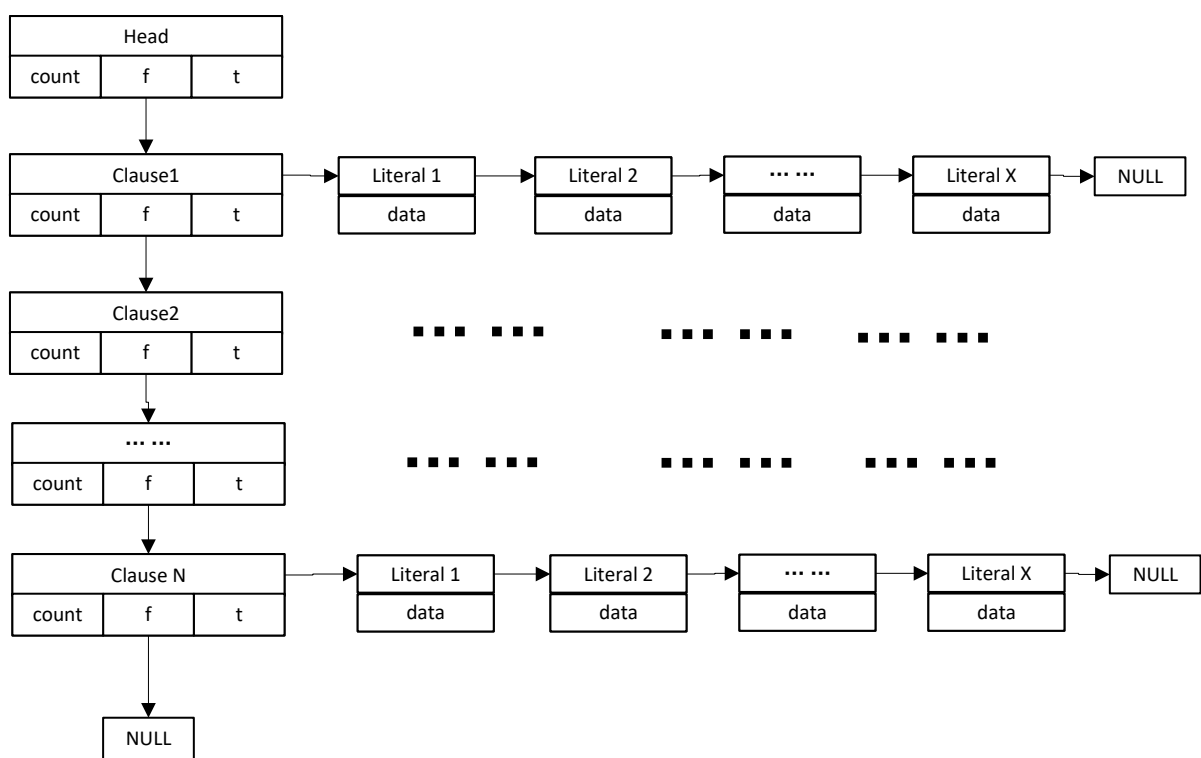 Head
count f t
Clause1
count f t
Literal 1
data
Literal 2
data
... ...
data
Literal X
data
NULL
Clause2
count f t
... ... ... ... ... ...
... ...
count f t
... ... ... ... ... ...
Clause N
count f t
Literal 1
data
Literal 2
data
... ...
data
Literal X
data
NULL
NULL